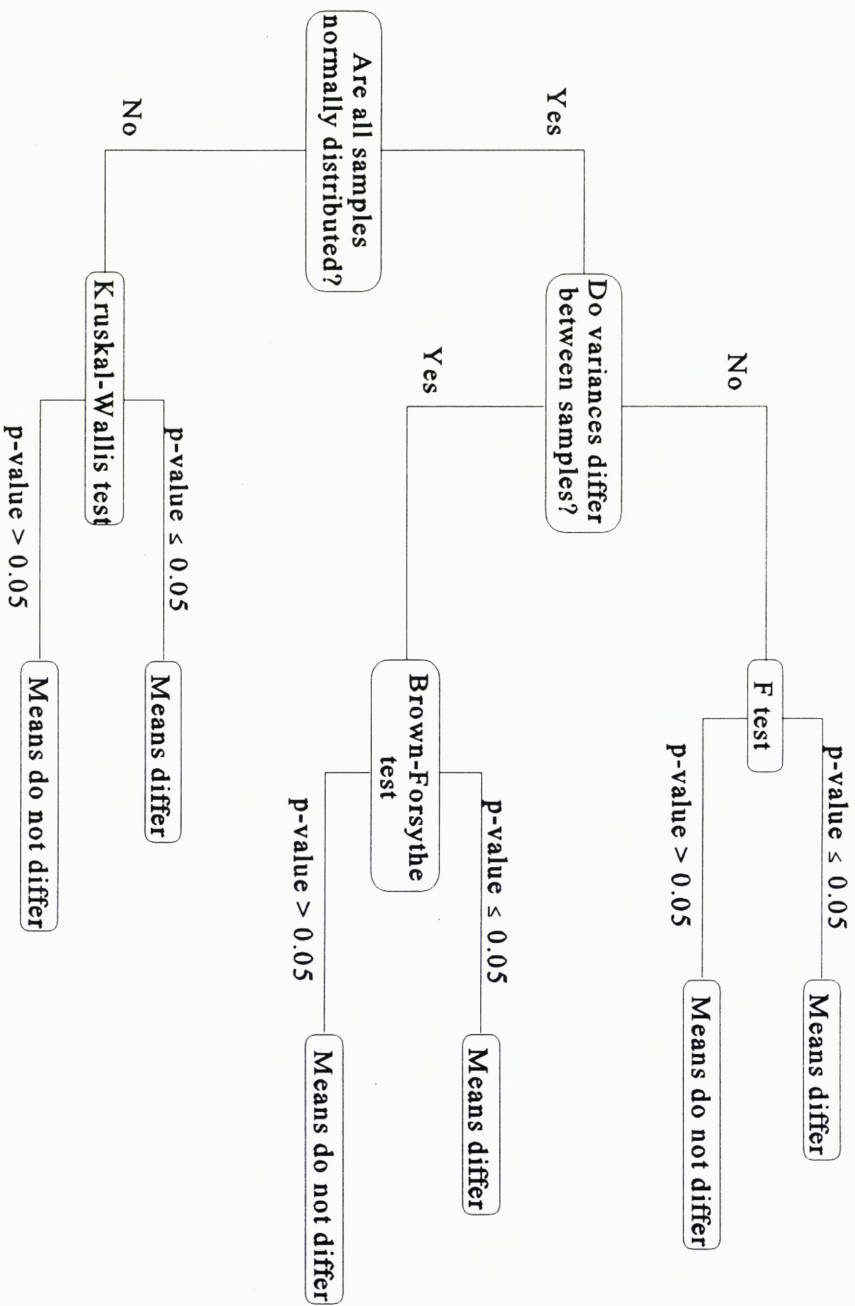 Are all samples
normally distributed?
Yes
Do variances differ
between samples?
No
F test
p-value ≤ 0.05
Means differ
p-value > 0.05
Means do not differ
Yes
Brown-Forsythe
test
p-value ≤ 0.05
Means differ
p-value > 0.05
Means do not differ
No
Kruskal-Wallis test
p-value ≤ 0.05
Means differ
p-value > 0.05
Means do not differ